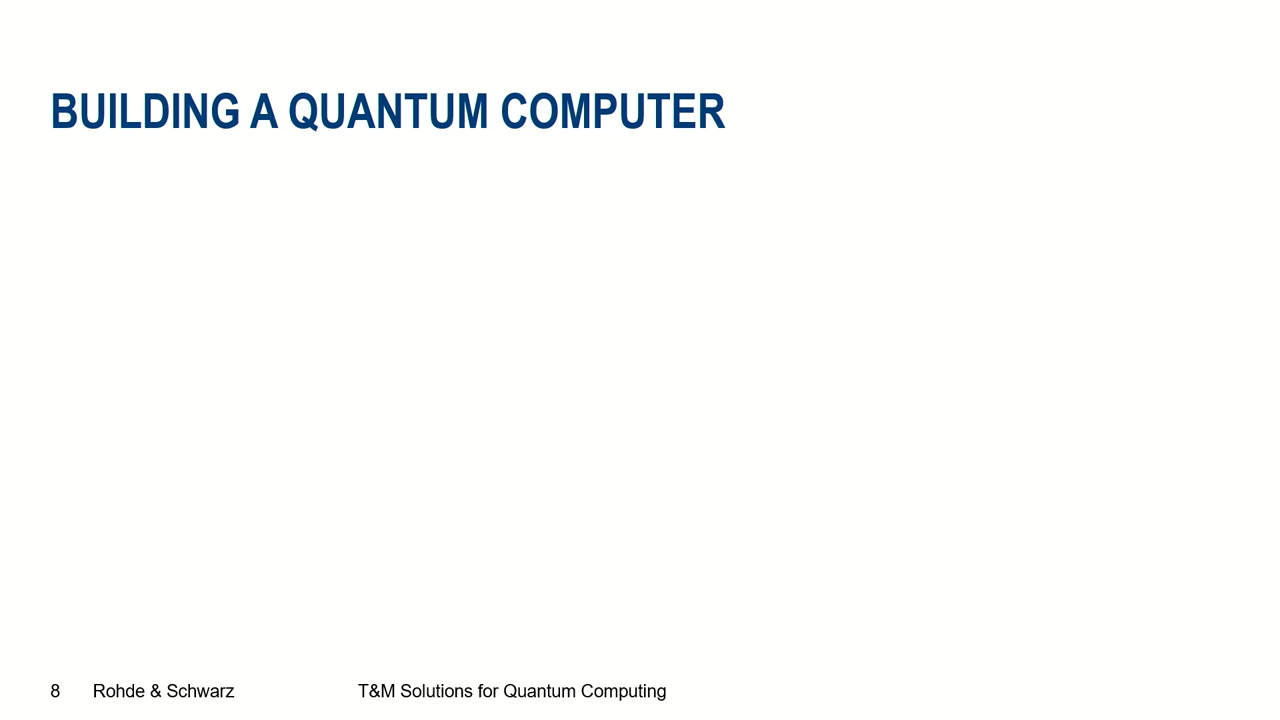 BUILDING A QUANTUM COMPUTER
8 Rohde & Schwarz T&M Solutions for Quantum Computing